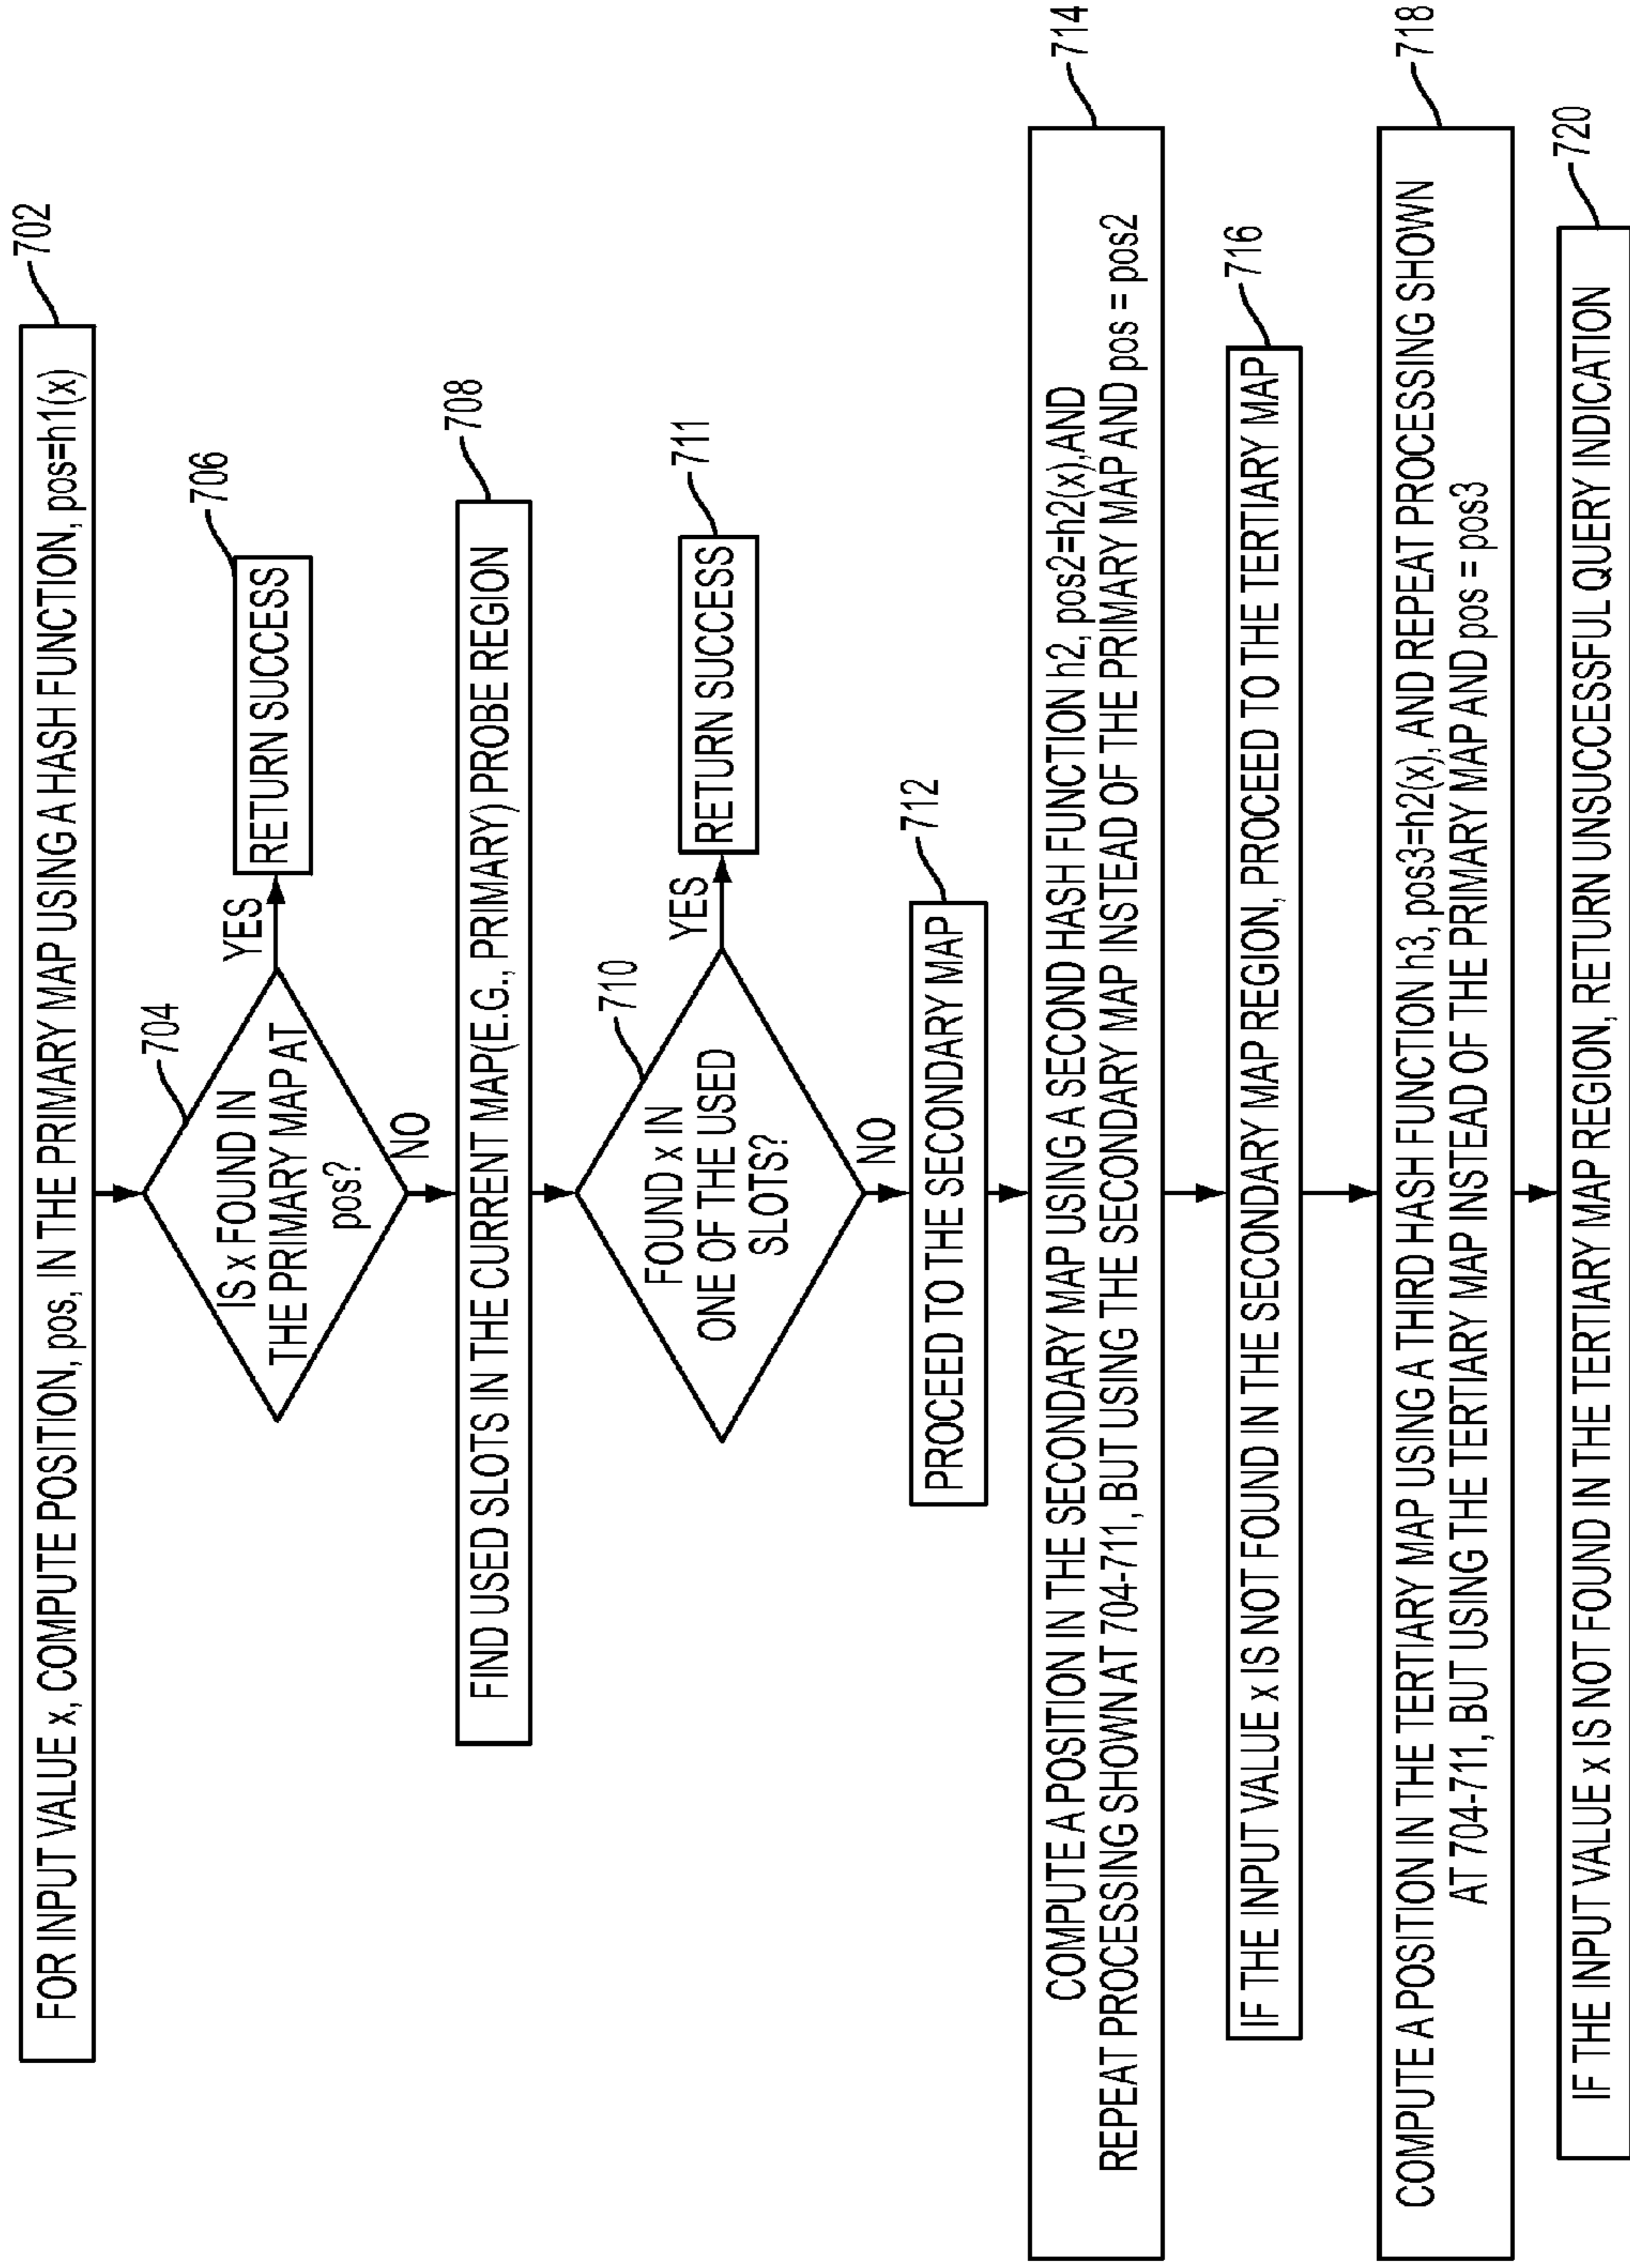 FOR INPUT VALUE x, COMPUTE POSITION, pos, IN THE PRIMARY MAP USING A HASH FUNCTION, pos=h1(x)
702
704
IS x FOUND IN
THE PRIMARY MAP AT
pos?
YES
RETURN SUCCESS
706
NO
FIND USED SLOTS IN THE CURRENT MAP(E.G., PRIMARY) PROBE REGION
708
710
FOUND x IN
ONE OF THE USED
SLOTS?
YES
RETURN SUCCESS
711
NO
PROCEED TO THE SECONDARY MAP
712
COMPUTE A POSITION IN THE SECONDARY MAP USING A SECOND HASH FUNCTION h2, pos2=h2(x),AND
REPEAT PROCESSING SHOWN AT 704-711, BUT USING THE SECONDARY MAP INSTEAD OF THE PRIMARY MAP AND pos = pos2
714
IF THE INPUT VALUE x IS NOT FOUND IN THE SECONDARY MAP REGION, PROCEED TO THE TERTIARY MAP
716
COMPUTE A POSITION IN THE TERTIARY MAP USING A THIRD HASH FUNCTION h3, pos3=h2(x), AND REPEAT PROCESSING SHOWN
AT 704-711, BUT USING THE TERTIARY MAP INSTEAD OF THE PRIMARY MAP AND pos = pos3
718
IF THE INPUT VALUE x IS NOT FOUND IN THE TERTIARY MAP REGION, RETURN UNSUCCESSFUL QUERY INDICATION
720